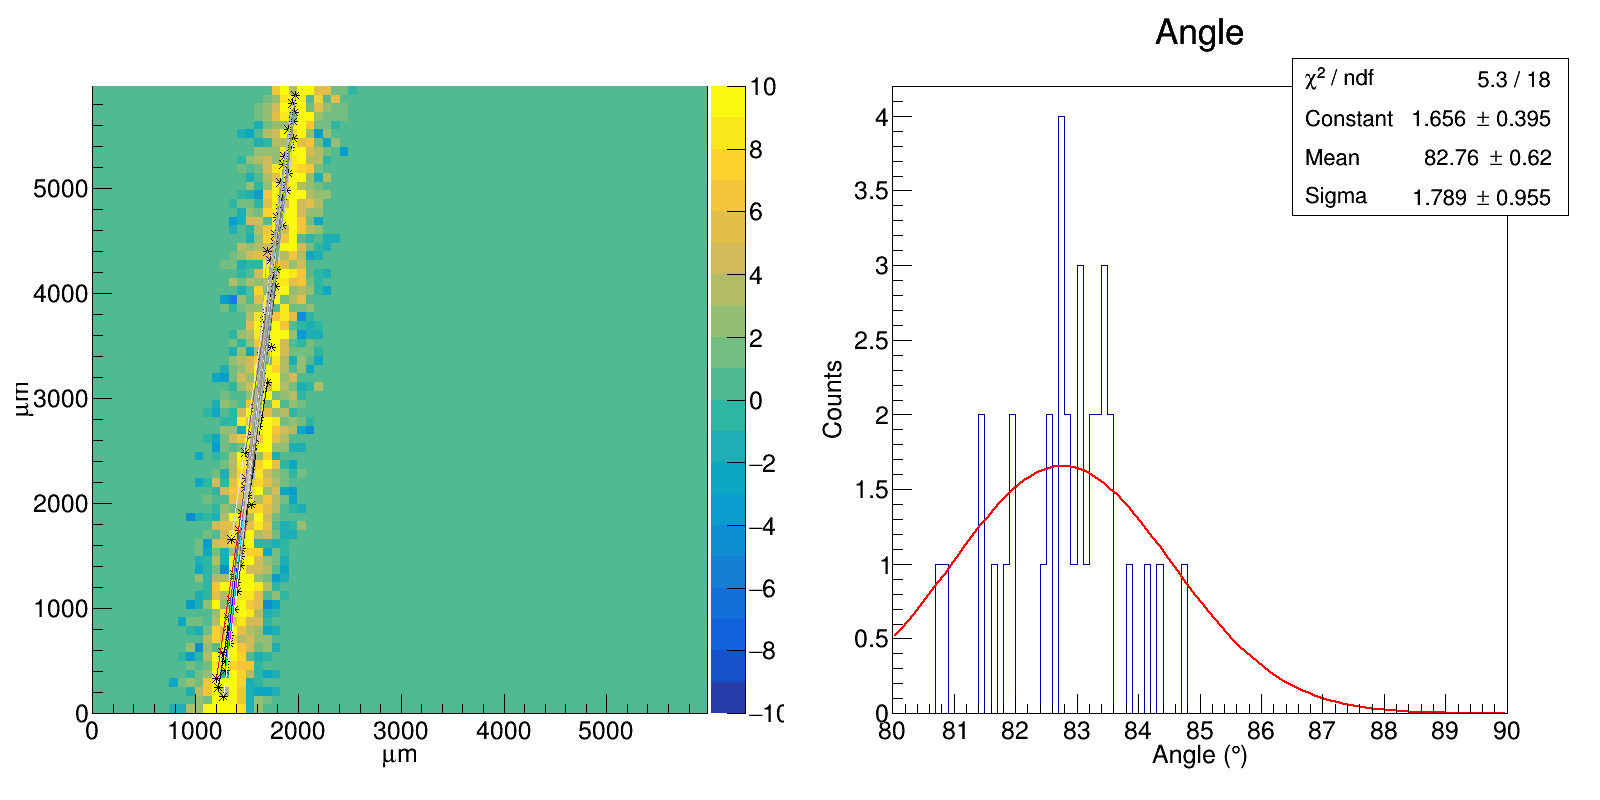 Angle
χ² / ndf 5.3 / 18
Constant 1.656 ± 0.395
Mean 82.76 ± 0.62
Sigma 1.789 ± 0.955
5000
4000
3000
2000
1000
0
μm
0 1000 2000 3000 4000 5000
μm
10
8
6
4
2
0
−2
−4
−6
−8
−10
4
3.5
3
2.5
2
1.5
1
0.5
0
Counts
80 81 82 83 84 85 86 87 88 89 90
Angle (°)